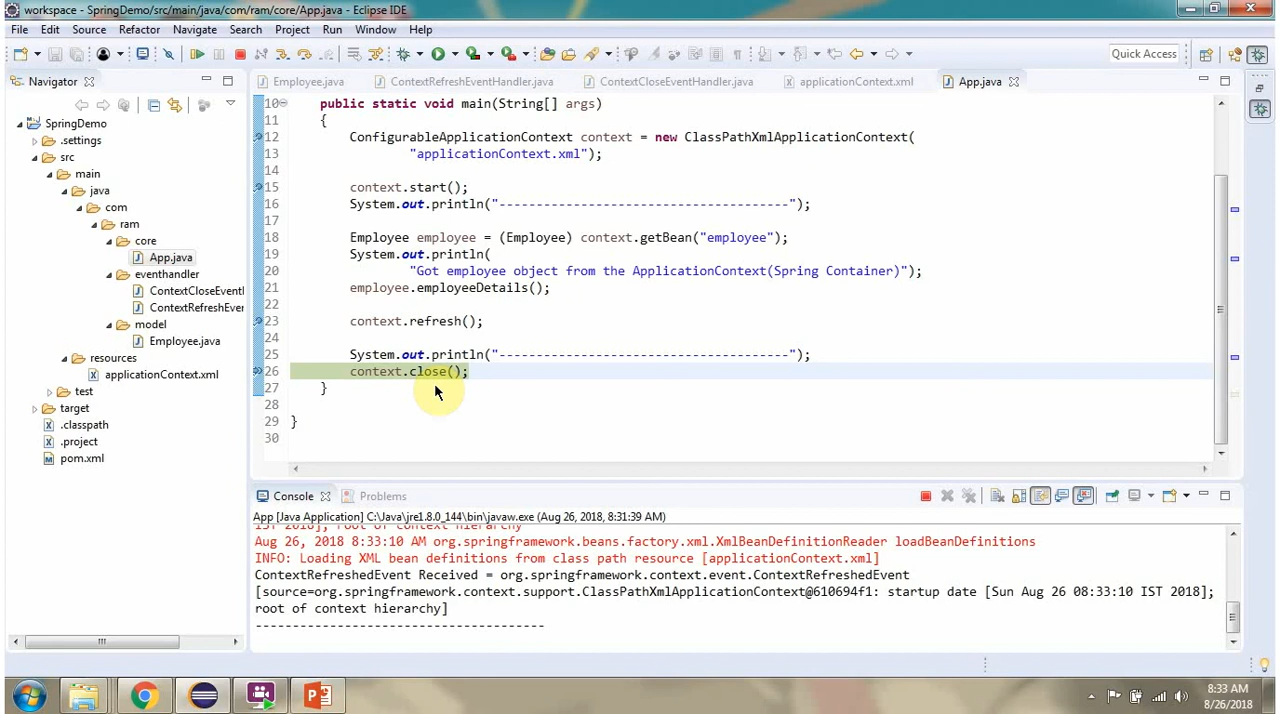 workspace - SpringDemo/src/main/java/com/ram/core/App.java - Eclipse IDE
File Edit Source Refactor Navigate Search Project Run Window Help
Quick Access
Navigator
SpringDemo
.settings
src
main
java
com
ram
core
App.java
eventhandler
ContextCloseEventI
ContextRefreshEver
model
Employee.java
resources
applicationContext.xml
test
target
.classpath
.project
pom.xml
Employee.java ContextRefreshEventHandler.java ContextCloseEventHandler.java applicationContext.xml App.java
10 public static void main(String[] args)
11 {
12 ConfigurableApplicationContext context = new ClassPathXmlApplicationContext(
13 "applicationContext.xml");
14
15 context.start();
16 System.out.println("---------------------------------------");
17
18 Employee employee = (Employee) context.getBean("employee");
19 System.out.println(
20 "Got employee object from the ApplicationContext(Spring Container)");
21 employee.employeeDetails();
22
23 context.refresh();
24
25 System.out.println("---------------------------------------");
26 context.close();
27 }
28
29 }
30
Console Problems
App [Java Application] C:\Java\jre1.8.0_144\bin\javaw.exe (Aug 26, 2018, 8:31:39 AM)
IST 2018]; root of context hierarchy
Aug 26, 2018 8:33:10 AM org.springframework.beans.factory.xml.XmlBeanDefinitionReader loadBeanDefinitions
INFO: Loading XML bean definitions from class path resource [applicationContext.xml]
ContextRefreshedEvent Received = org.springframework.context.event.ContextRefreshedEvent
[source=org.springframework.context.support.ClassPathXmlApplicationContext@610694f1: startup date [Sun Aug 26 08:33:10 IST 2018];
root of context hierarchy]
---------------------------------------
8:33 AM
8/26/2018